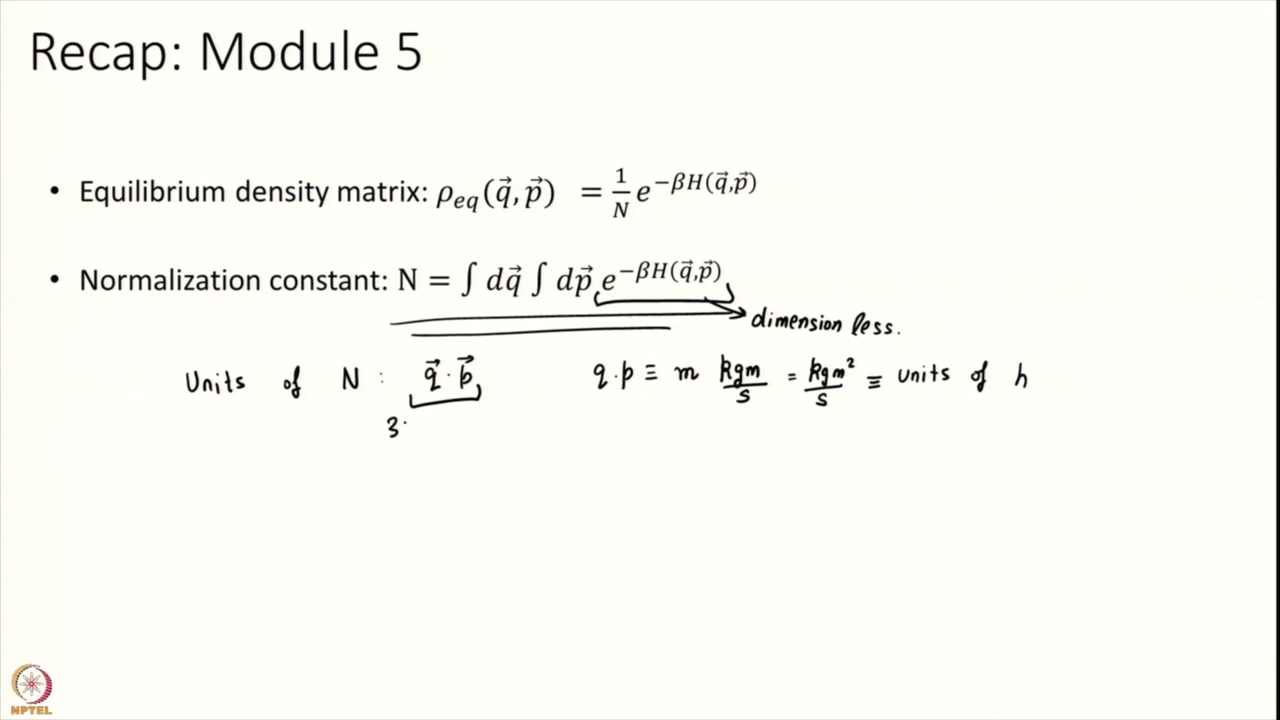 Recap: Module 5
• Equilibrium density matrix: ρ_eq(q⃗,p⃗) = 1/N e^{−βH(q⃗,p⃗)}
• Normalization constant: N = ∫ dq⃗ ∫ dp⃗ e^{−βH(q⃗,p⃗)}
dimension less.
Units of N : q⃗ · p⃗ q.p ≡ m kgm/s = kgm²/s ≡ units of h
3·
NPTEL